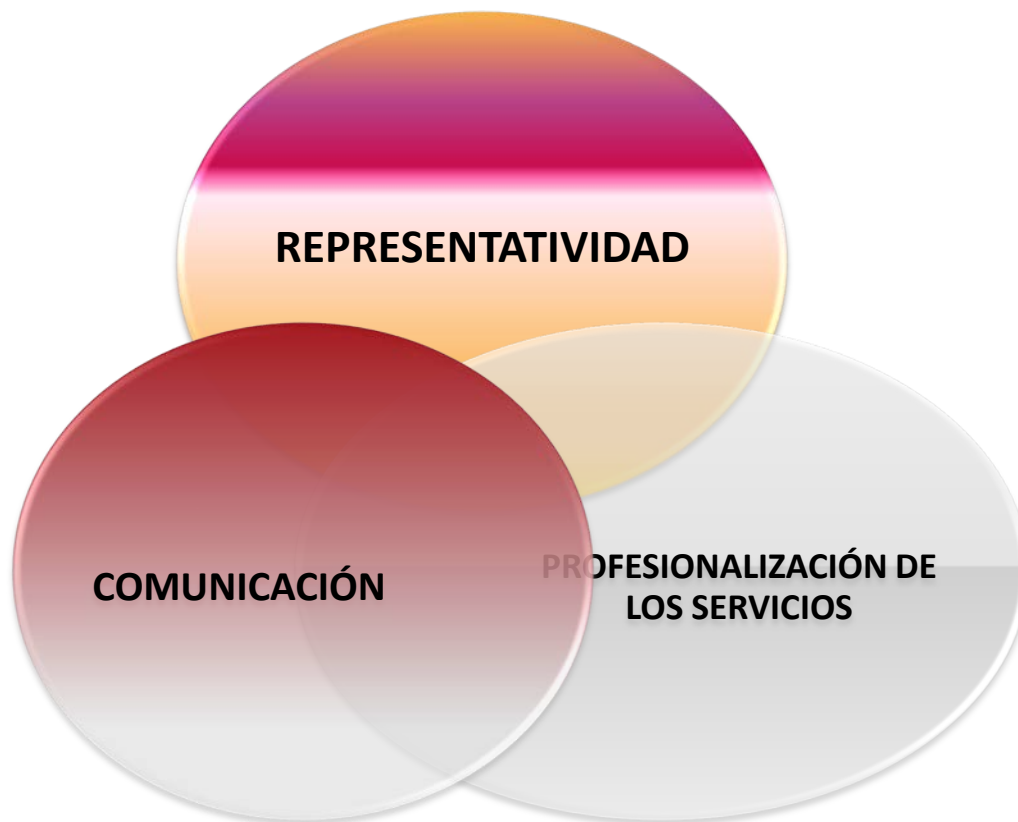 REPRESENTATIVIDAD
COMUNICACIÓN
PROFESIONALIZACIÓN DE
LOS SERVICIOS